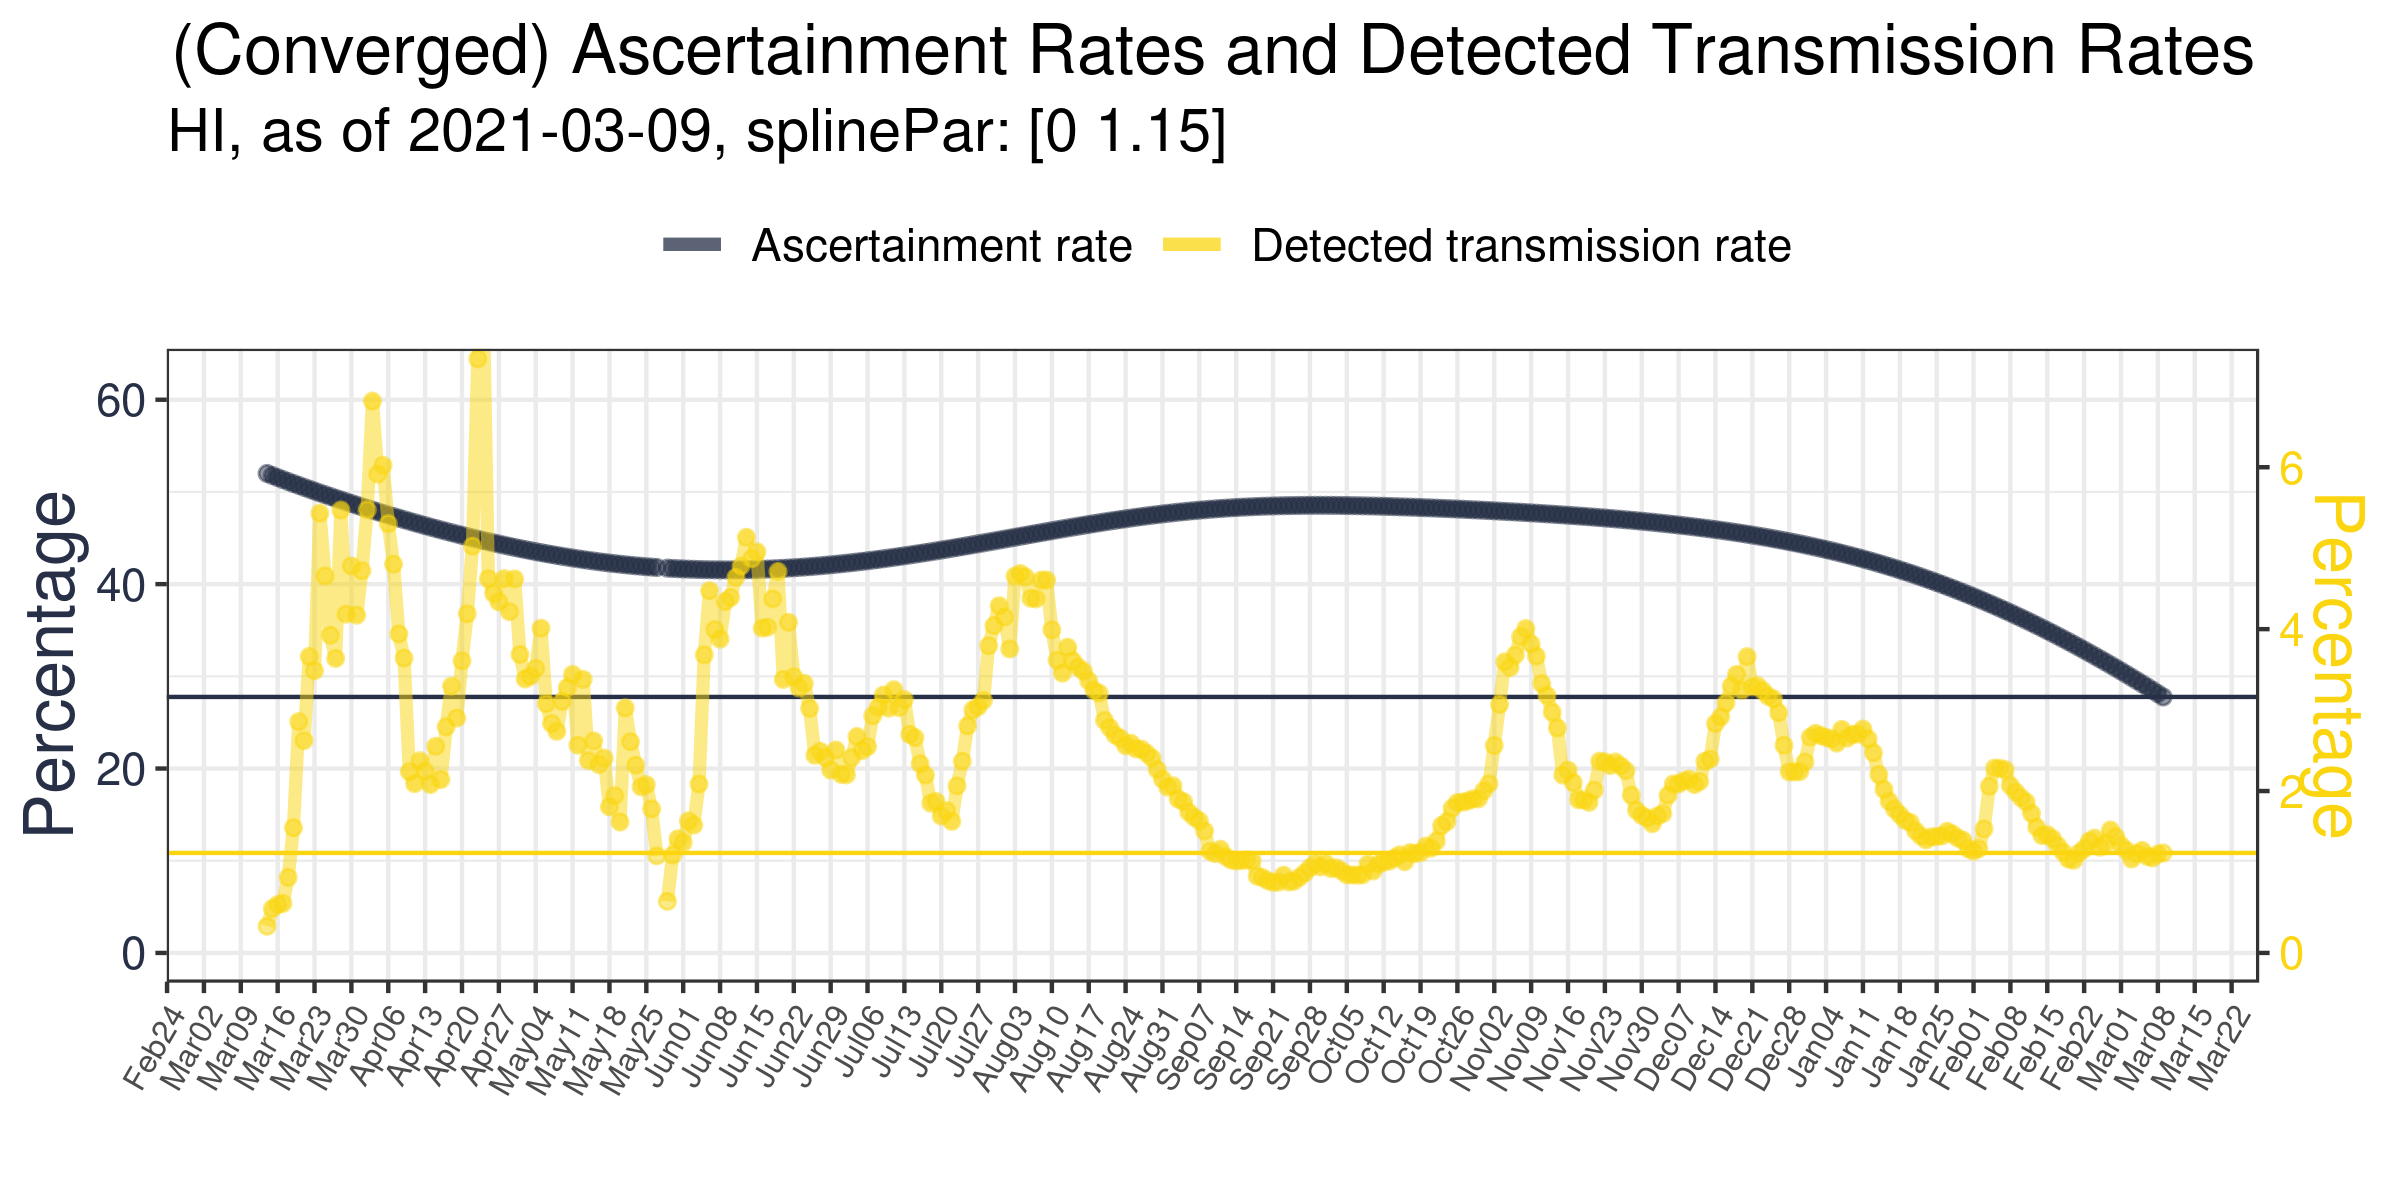 (Converged) Ascertainment Rates and Detected Transmission Rates
HI, as of 2021-03-09, splinePar: [0 1.15]
Ascertainment rate
Detected transmission rate
Percentage
60
40
20
0
6
4
2
0
Percentage
Feb24
Mar02
Mar09
Mar16
Mar23
Mar30
Apr06
Apr13
Apr20
Apr27
May04
May11
May18
May25
Jun01
Jun08
Jun15
Jun22
Jun29
Jul06
Jul13
Jul20
Jul27
Aug03
Aug10
Aug17
Aug24
Aug31
Sep07
Sep14
Sep21
Sep28
Oct05
Oct12
Oct19
Oct26
Nov02
Nov09
Nov16
Nov23
Nov30
Dec07
Dec14
Dec21
Dec28
Jan04
Jan11
Jan18
Jan25
Feb01
Feb08
Feb15
Feb22
Mar01
Mar08
Mar15
Mar22